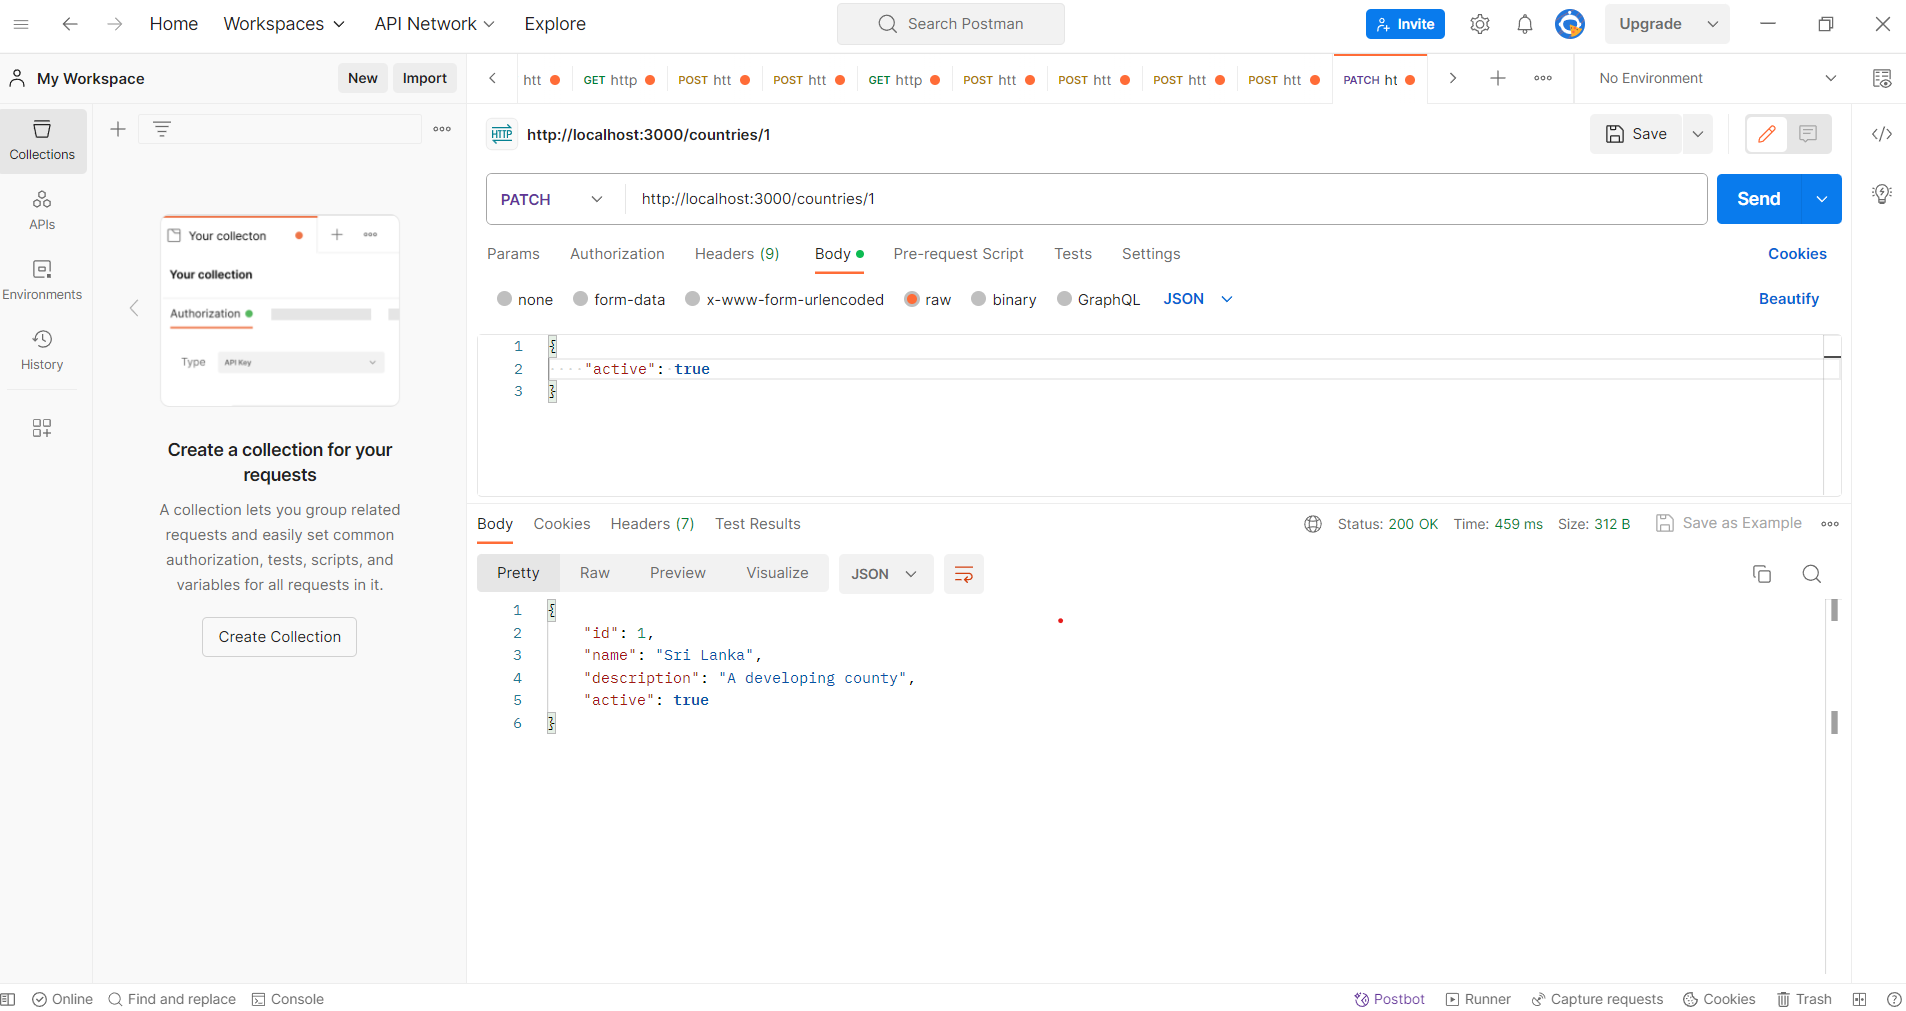 Home Workspaces API Network Explore Search Postman Invite Upgrade
My Workspace New Import
htt GET http POST htt POST htt GET http POST htt POST htt POST htt POST htt PATCH ht No Environment
Collections
APIs
Environments
History
Your collecton
Your collection
Authorization
Type API Key
Create a collection for your
requests
A collection lets you group related
requests and easily set common
authorization, tests, scripts, and
variables for all requests in it.
Create Collection
HTTP http://localhost:3000/countries/1 Save
PATCH http://localhost:3000/countries/1 Send
Params Authorization Headers (9) Body Pre-request Script Tests Settings Cookies
none form-data x-www-form-urlencoded raw binary GraphQL JSON Beautify
1 {
2 "active": true
3 }
Body Cookies Headers (7) Test Results Status: 200 OK Time: 459 ms Size: 312 B Save as Example
Pretty Raw Preview Visualize JSON
1 {
2 "id": 1,
3 "name": "Sri Lanka",
4 "description": "A developing county",
5 "active": true
6 }
Online Find and replace Console Postbot Runner Capture requests Cookies Trash